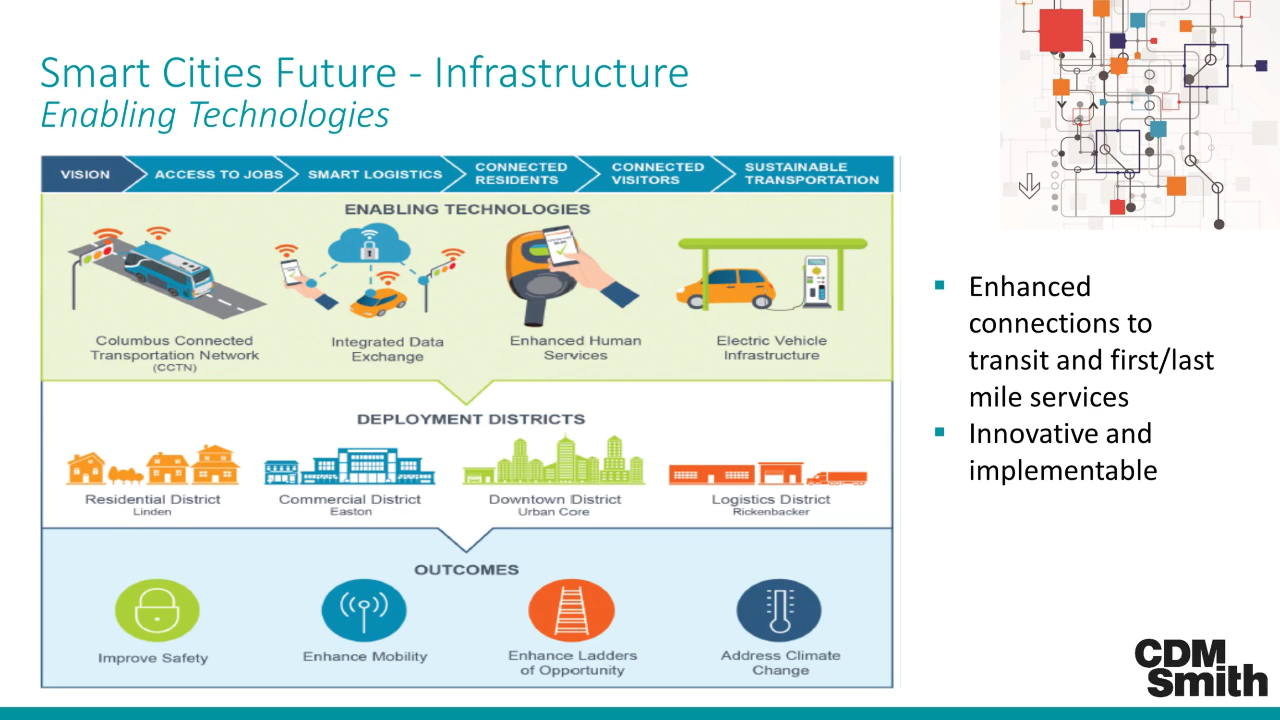 Smart Cities Future - Infrastructure
Enabling Technologies
VISION
ACCESS TO JOBS
SMART LOGISTICS
CONNECTED
RESIDENTS
CONNECTED
VISITORS
SUSTAINABLE
TRANSPORTATION
ENABLING TECHNOLOGIES
Columbus Connected
Transportation Network
(CCTN)
Integrated Data
Exchange
Enhanced Human
Services
Electric Vehicle
Infrastructure
DEPLOYMENT DISTRICTS
Residential District
Linden
Commercial District
Easton
Downtown District
Urban Core
Logistics District
Rickenbacker
OUTCOMES
Improve Safety
Enhance Mobility
Enhance Ladders
of Opportunity
Address Climate
Change
▪ Enhanced
connections to
transit and first/last
mile services
▪ Innovative and
implementable
CDM
Smith